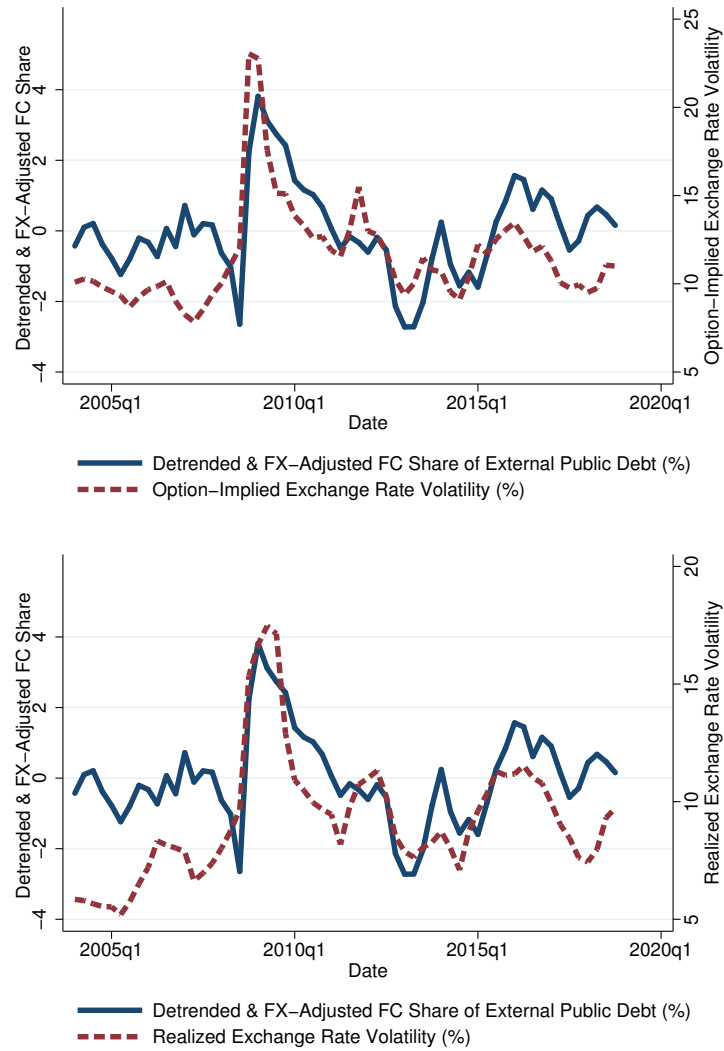 Detrended & FX−Adjusted FC Share
4
2
0
−2
−4
25
20
15
10
5
Option−Implied Exchange Rate Volatility
2005q1 2010q1 2015q1 2020q1
Date
Detrended & FX−Adjusted FC Share of External Public Debt (%)
Option−Implied Exchange Rate Volatility (%)
Detrended & FX−Adjusted FC Share
4
2
0
−2
−4
20
15
10
5
Realized Exchange Rate Volatility
2005q1 2010q1 2015q1 2020q1
Date
Detrended & FX−Adjusted FC Share of External Public Debt (%)
Realized Exchange Rate Volatility (%)